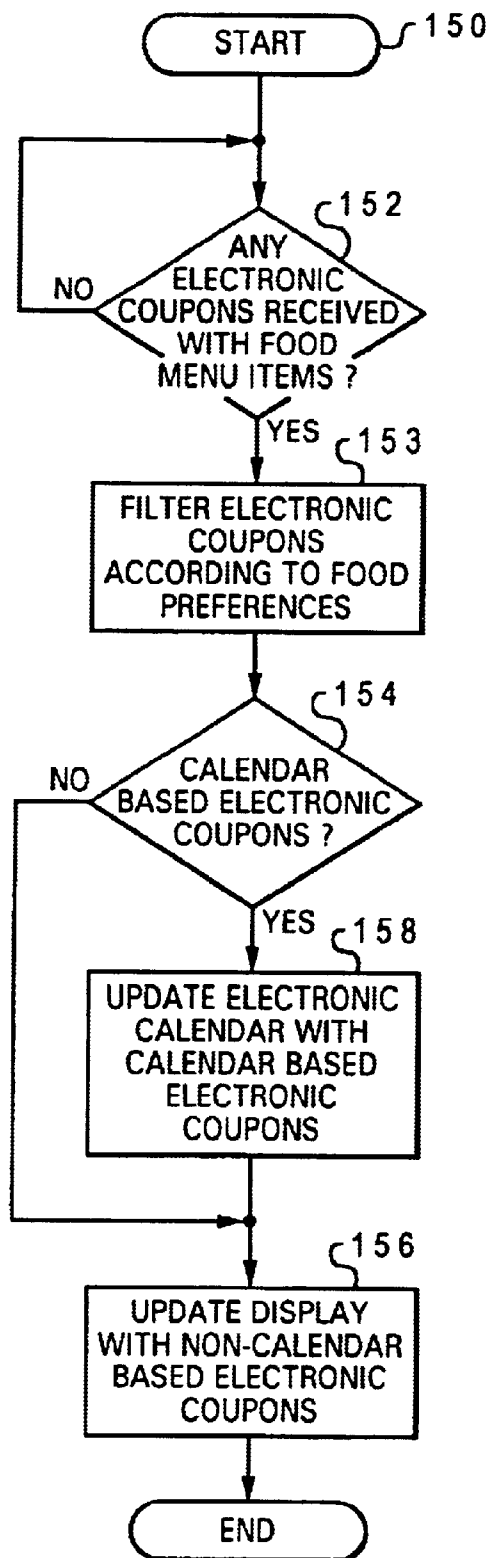 START
150
152
ANY
ELECTRONIC
COUPONS RECEIVED
WITH FOOD
MENU ITEMS ?
NO
YES
153
FILTER ELECTRONIC
COUPONS
ACCORDING TO FOOD
PREFERENCES
154
NO
CALENDAR
BASED ELECTRONIC
COUPONS ?
YES
158
UPDATE ELECTRONIC
CALENDAR WITH
CALENDAR BASED
ELECTRONIC
COUPONS
156
UPDATE DISPLAY
WITH NON-CALENDAR
BASED ELECTRONIC
COUPONS
END